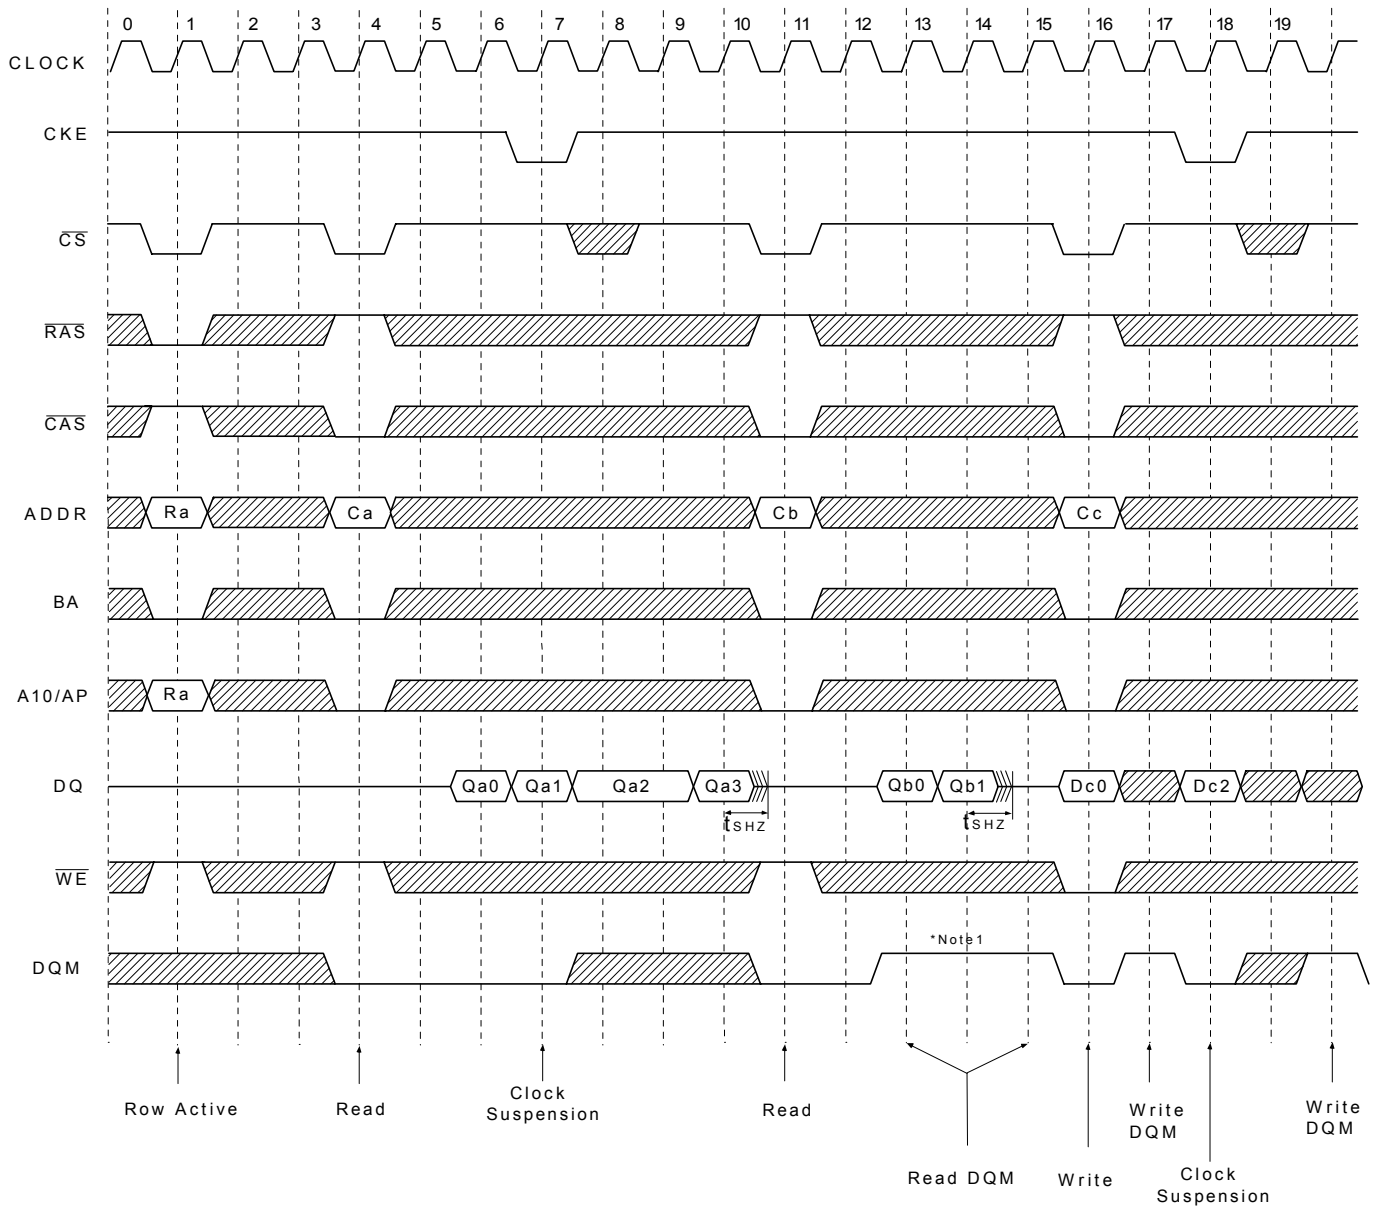 0 1 2 3 4 5 6 7 8 9 10 11 12 13 14 15 16 17 18 19
CLOCK
CKE
CS
RAS
CAS
ADDR Ra Ca Cb Cc
BA
A10/AP Ra
DQ Qa0 Qa1 Qa2 Qa3 Qb0 Qb1 Dc0 Dc2
tSHZ tSHZ
WE
*Note1
DQM
Row Active
Read
Clock
Suspension
Read
Read DQM
Write
Write
DQM
Clock
Suspension
Write
DQM